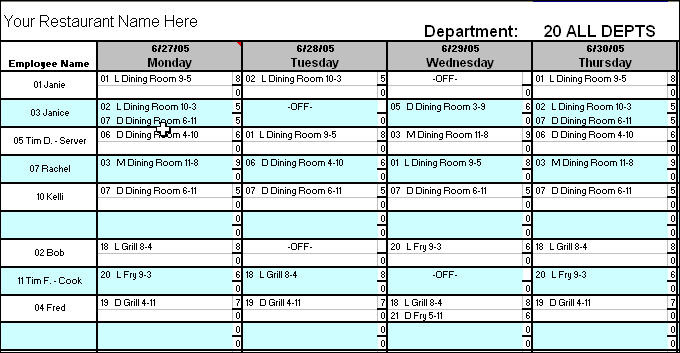 Your Restaurant Name Here
Department: 20 ALL DEPTS
6/27/05 6/28/05 6/29/05 6/30/05
Employee Name Monday Tuesday Wednesday Thursday
01 Janie 01 L Dining Room 9-5 8 02 L Dining Room 10-3 5 -OFF- 01 L Dining Room 9-5 8
0 0 0 0
03 Janice 02 L Dining Room 10-3 5 -OFF- 05 D Dining Room 3-9 6 02 L Dining Room 10-3 5
07 D Dining Room 6-11 5 0 0 07 D Dining Room 6-11 5
05 Tim D. - Server 06 D Dining Room 4-10 6 01 L Dining Room 9-5 8 03 M Dining Room 11-8 9 06 D Dining Room 4-10 6
0 0 0 0
07 Rachel 03 M Dining Room 11-8 9 06 D Dining Room 4-10 6 01 L Dining Room 9-5 8 03 M Dining Room 11-8 9
0 0 0 0
10 Kelli 07 D Dining Room 6-11 5 07 D Dining Room 6-11 5 07 D Dining Room 6-11 5 07 D Dining Room 6-11 5
0 0 0 0
0 0 0 0
0 0 0 0
02 Bob 18 L Grill 8-4 8 -OFF- 20 L Fry 9-3 6 18 L Grill 8-4 8
0 0 0 0
11 Tim F. - Cook 20 L Fry 9-3 6 18 L Grill 8-4 8 -OFF- 20 L Fry 9-3 6
0 0 0 0
04 Fred 19 D Grill 4-11 7 19 D Grill 4-11 7 18 L Grill 8-4 8 19 D Grill 4-11 7
0 0 21 D Fry 5-11 6 0
0 0 0 0
0 0 0 0